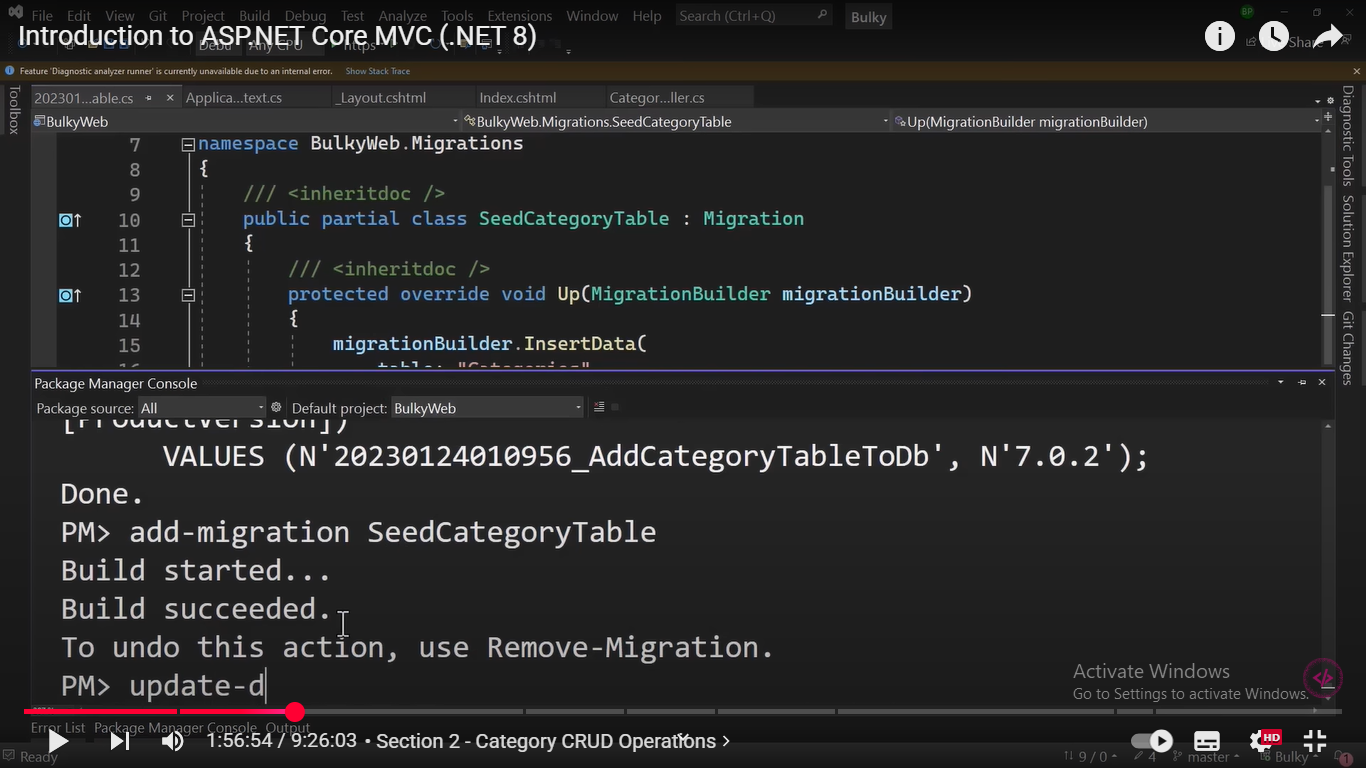 File Edit View Git Project Build Debug Test Analyze Tools Extensions Window Help Search (Ctrl+Q) Bulky BP
Introduction to ASP.NET Core MVC (.NET 8)
Debu Any CPU https Share
Feature 'Diagnostic analyzer runner' is currently unavailable due to an internal error. Show Stack Trace
202301...able.cs Applica...text.cs _Layout.cshtml Index.cshtml Categor...ller.cs
BulkyWeb BulkyWeb.Migrations.SeedCategoryTable Up(MigrationBuilder migrationBuilder)
Toolbox
Diagnostic Tools
Solution Explorer
Git Changes
7 namespace BulkyWeb.Migrations
8 {
9 /// <inheritdoc />
10 public partial class SeedCategoryTable : Migration
11 {
12 /// <inheritdoc />
13 protected override void Up(MigrationBuilder migrationBuilder)
14 {
15 migrationBuilder.InsertData(
16 table: "Categories"
Package Manager Console
Package source: All Default project: BulkyWeb
[ProductVersion])
VALUES (N'20230124010956_AddCategoryTableToDb', N'7.0.2');
Done.
PM> add-migration SeedCategoryTable
Build started...
Build succeeded.
To undo this action, use Remove-Migration.
PM> update-d
Activate Windows
Go to Settings to activate Windows.
Error List Package Manager Console Output
1:56:54 / 9:26:03 • Section 2 - Category CRUD Operations
HD
Ready 9 / 0 4 master Bulky 1